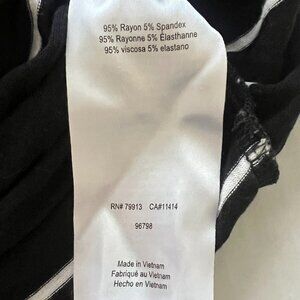 95% Rayon 5% Spandex
95% Rayonne 5% Élasthanne
95% viscosa 5% elastano
RN# 79913 CA#11414
96798
Made in Vietnam
Fabriqué au Vietnam
Hecho en Vietnam